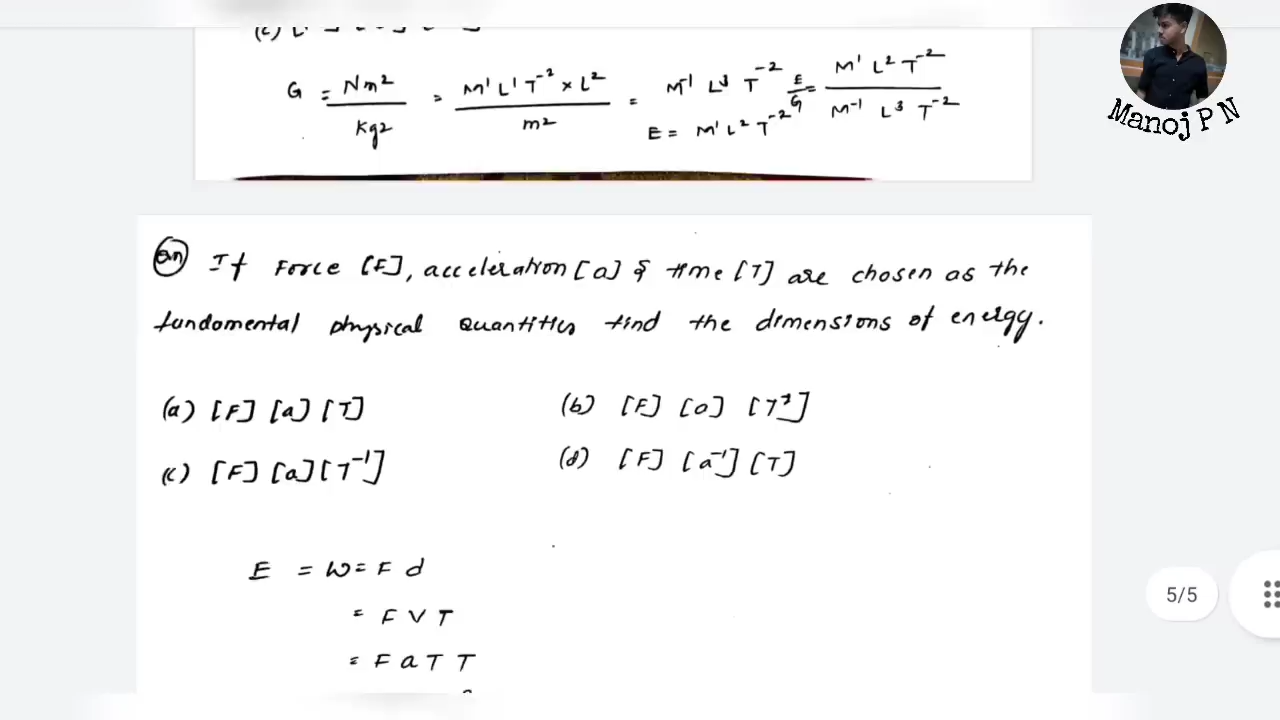 G = Nm² / Kg² = M¹ L¹ T⁻² × L² / m² = M⁻¹ L³ T⁻² E/G = M¹ L² T⁻² / M⁻¹ L³ T⁻²
E = M¹ L² T⁻²
Manoj P N
Qn If Force [F], acceleration [a] & time [T] are chosen as the
fundomental physical quantities find the dimensions of energy.
(a) [F] [a] [T]
(b) [F] [a] [T²]
(c) [F] [a] [T⁻¹]
(d) [F] [a⁻¹] [T]
E = W = F d
= F V T
= F a T T
5/5